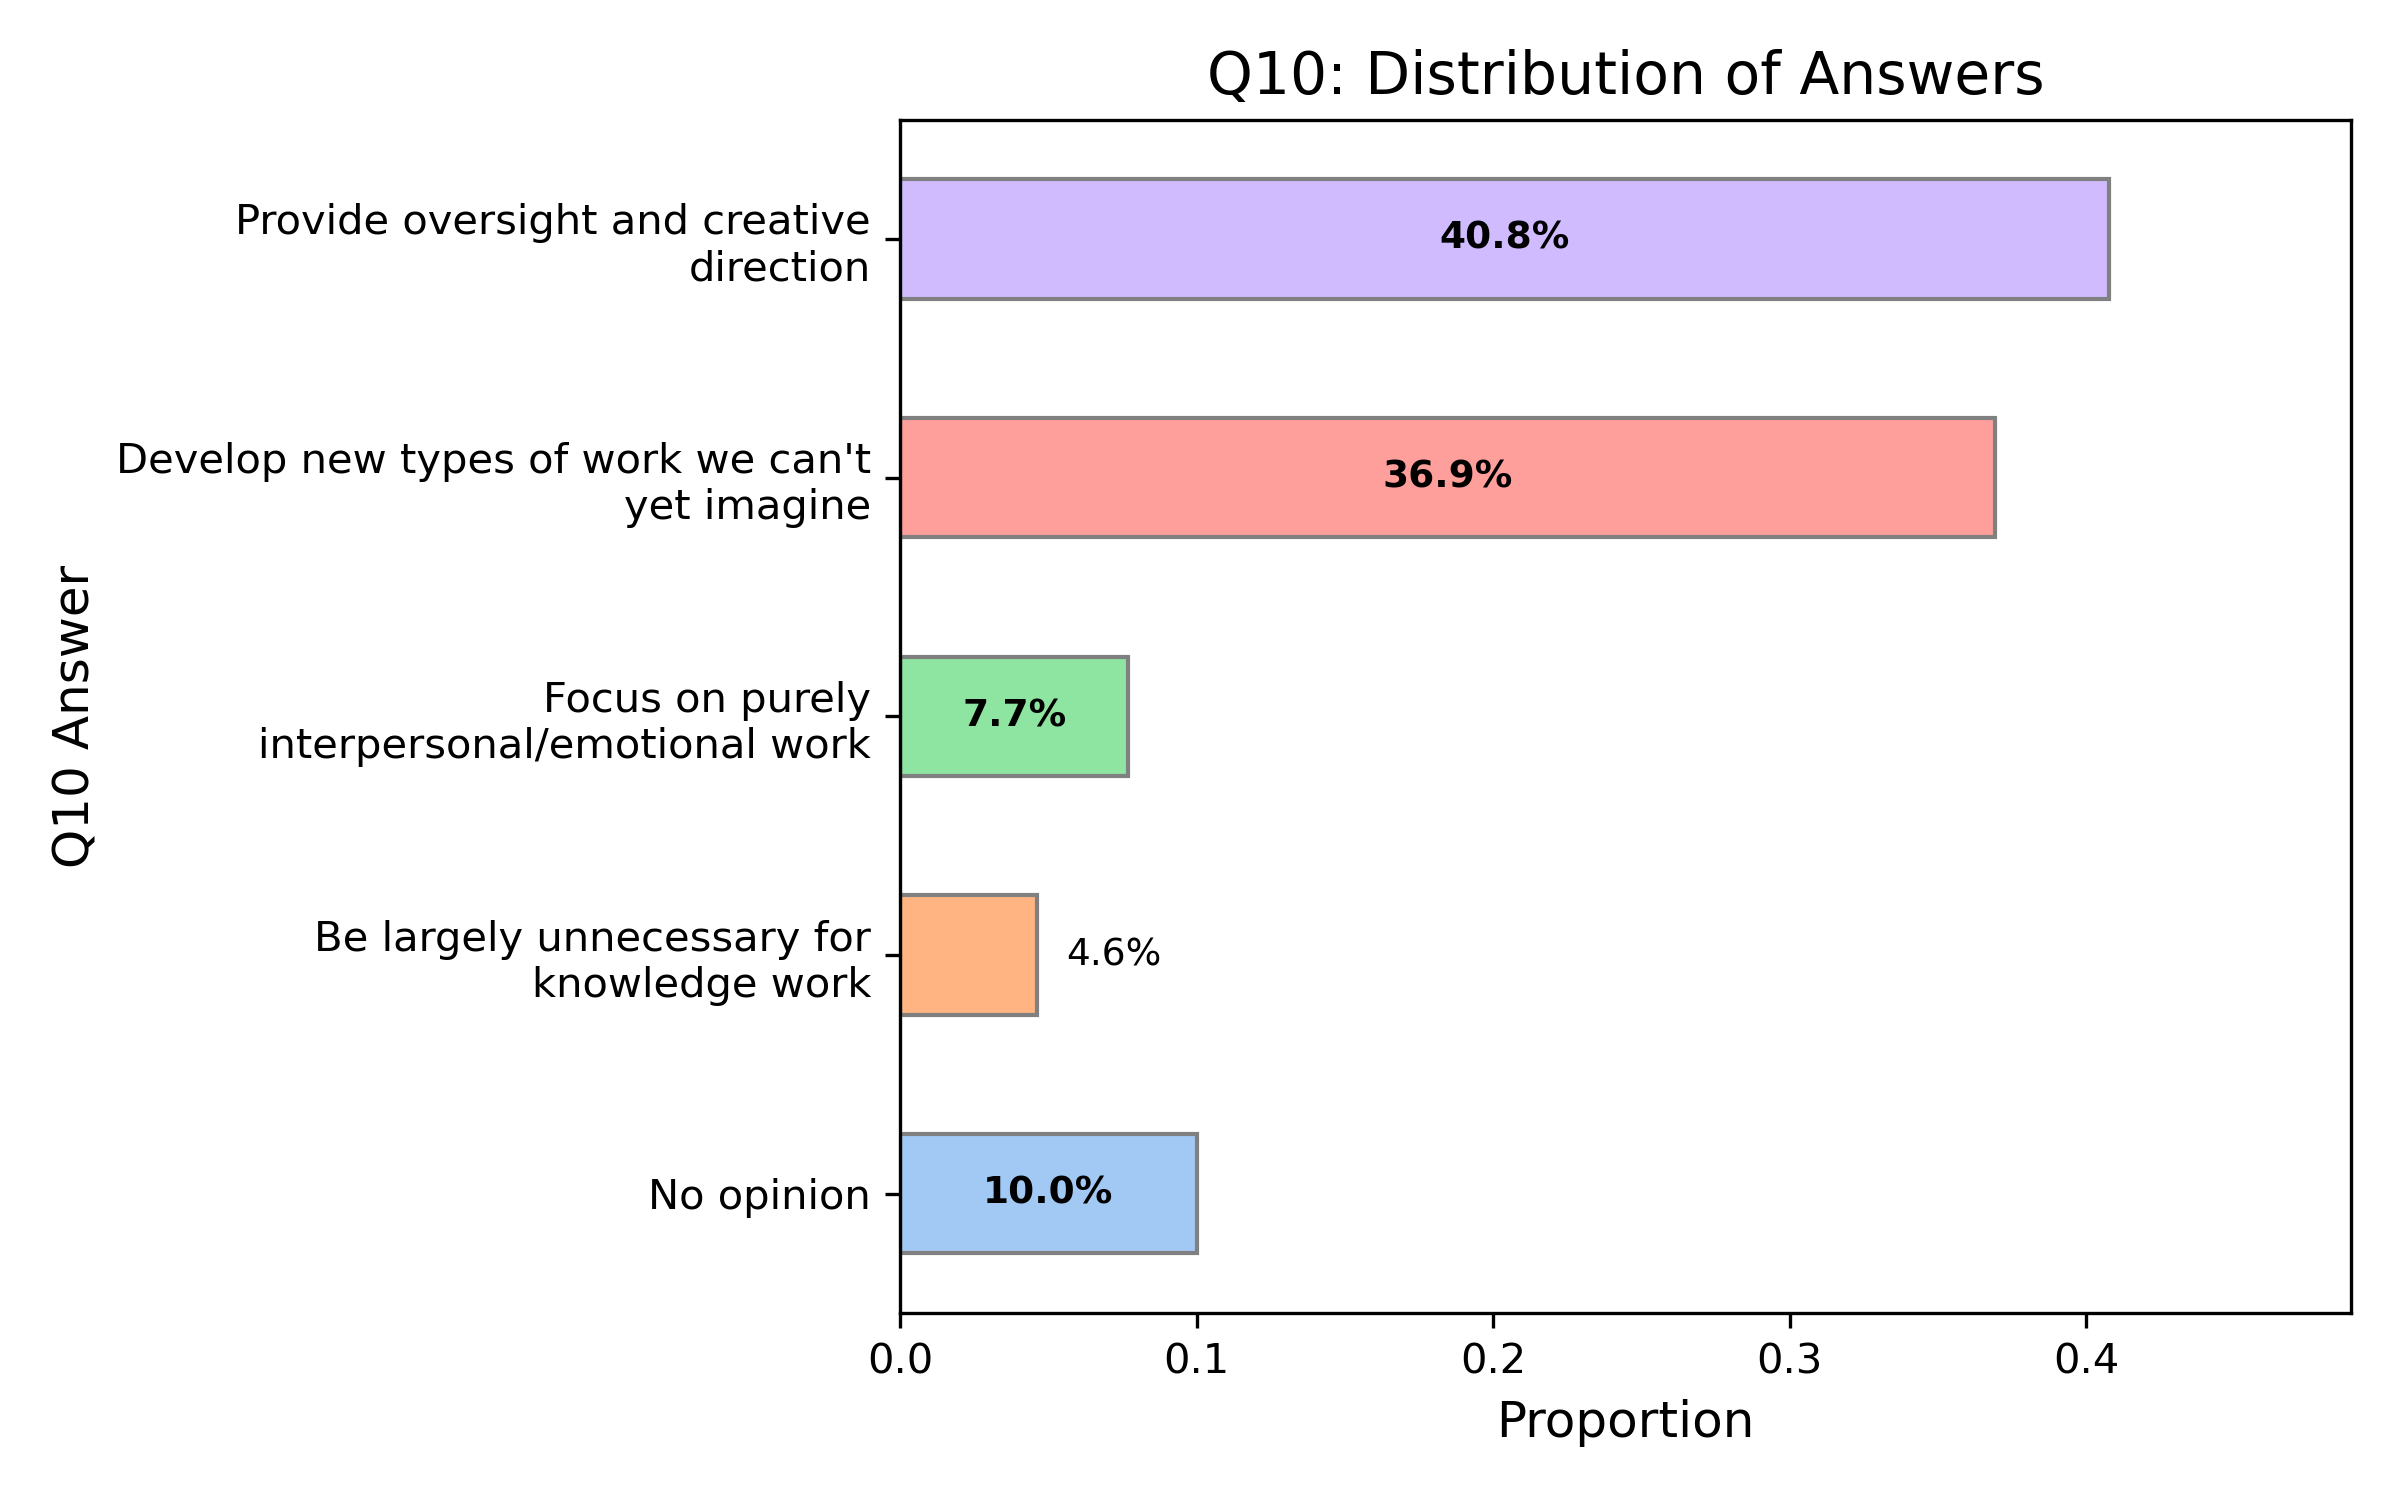 Q10: Distribution of Answers
Provide oversight and creative
direction
40.8%
Develop new types of work we can't
yet imagine
36.9%
Focus on purely
interpersonal/emotional work
7.7%
Be largely unnecessary for
knowledge work
4.6%
No opinion
10.0%
Q10 Answer
0.0 0.1 0.2 0.3 0.4
Proportion